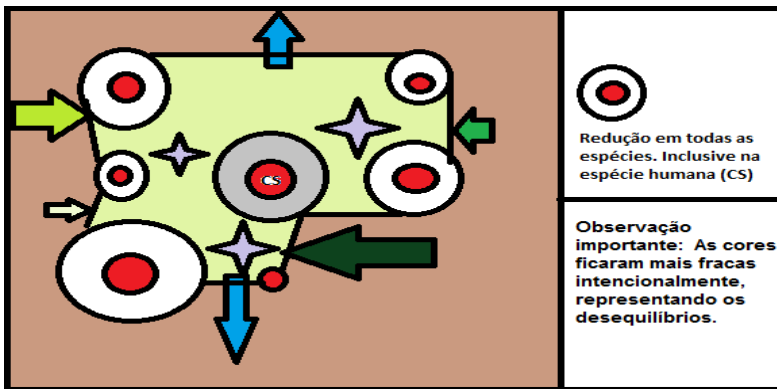 CS
Redução em todas as
espécies. Inclusive na
espécie humana (CS)
Observação
importante: As cores
ficaram mais fracas
intencionalmente,
representando os
desequilíbrios.